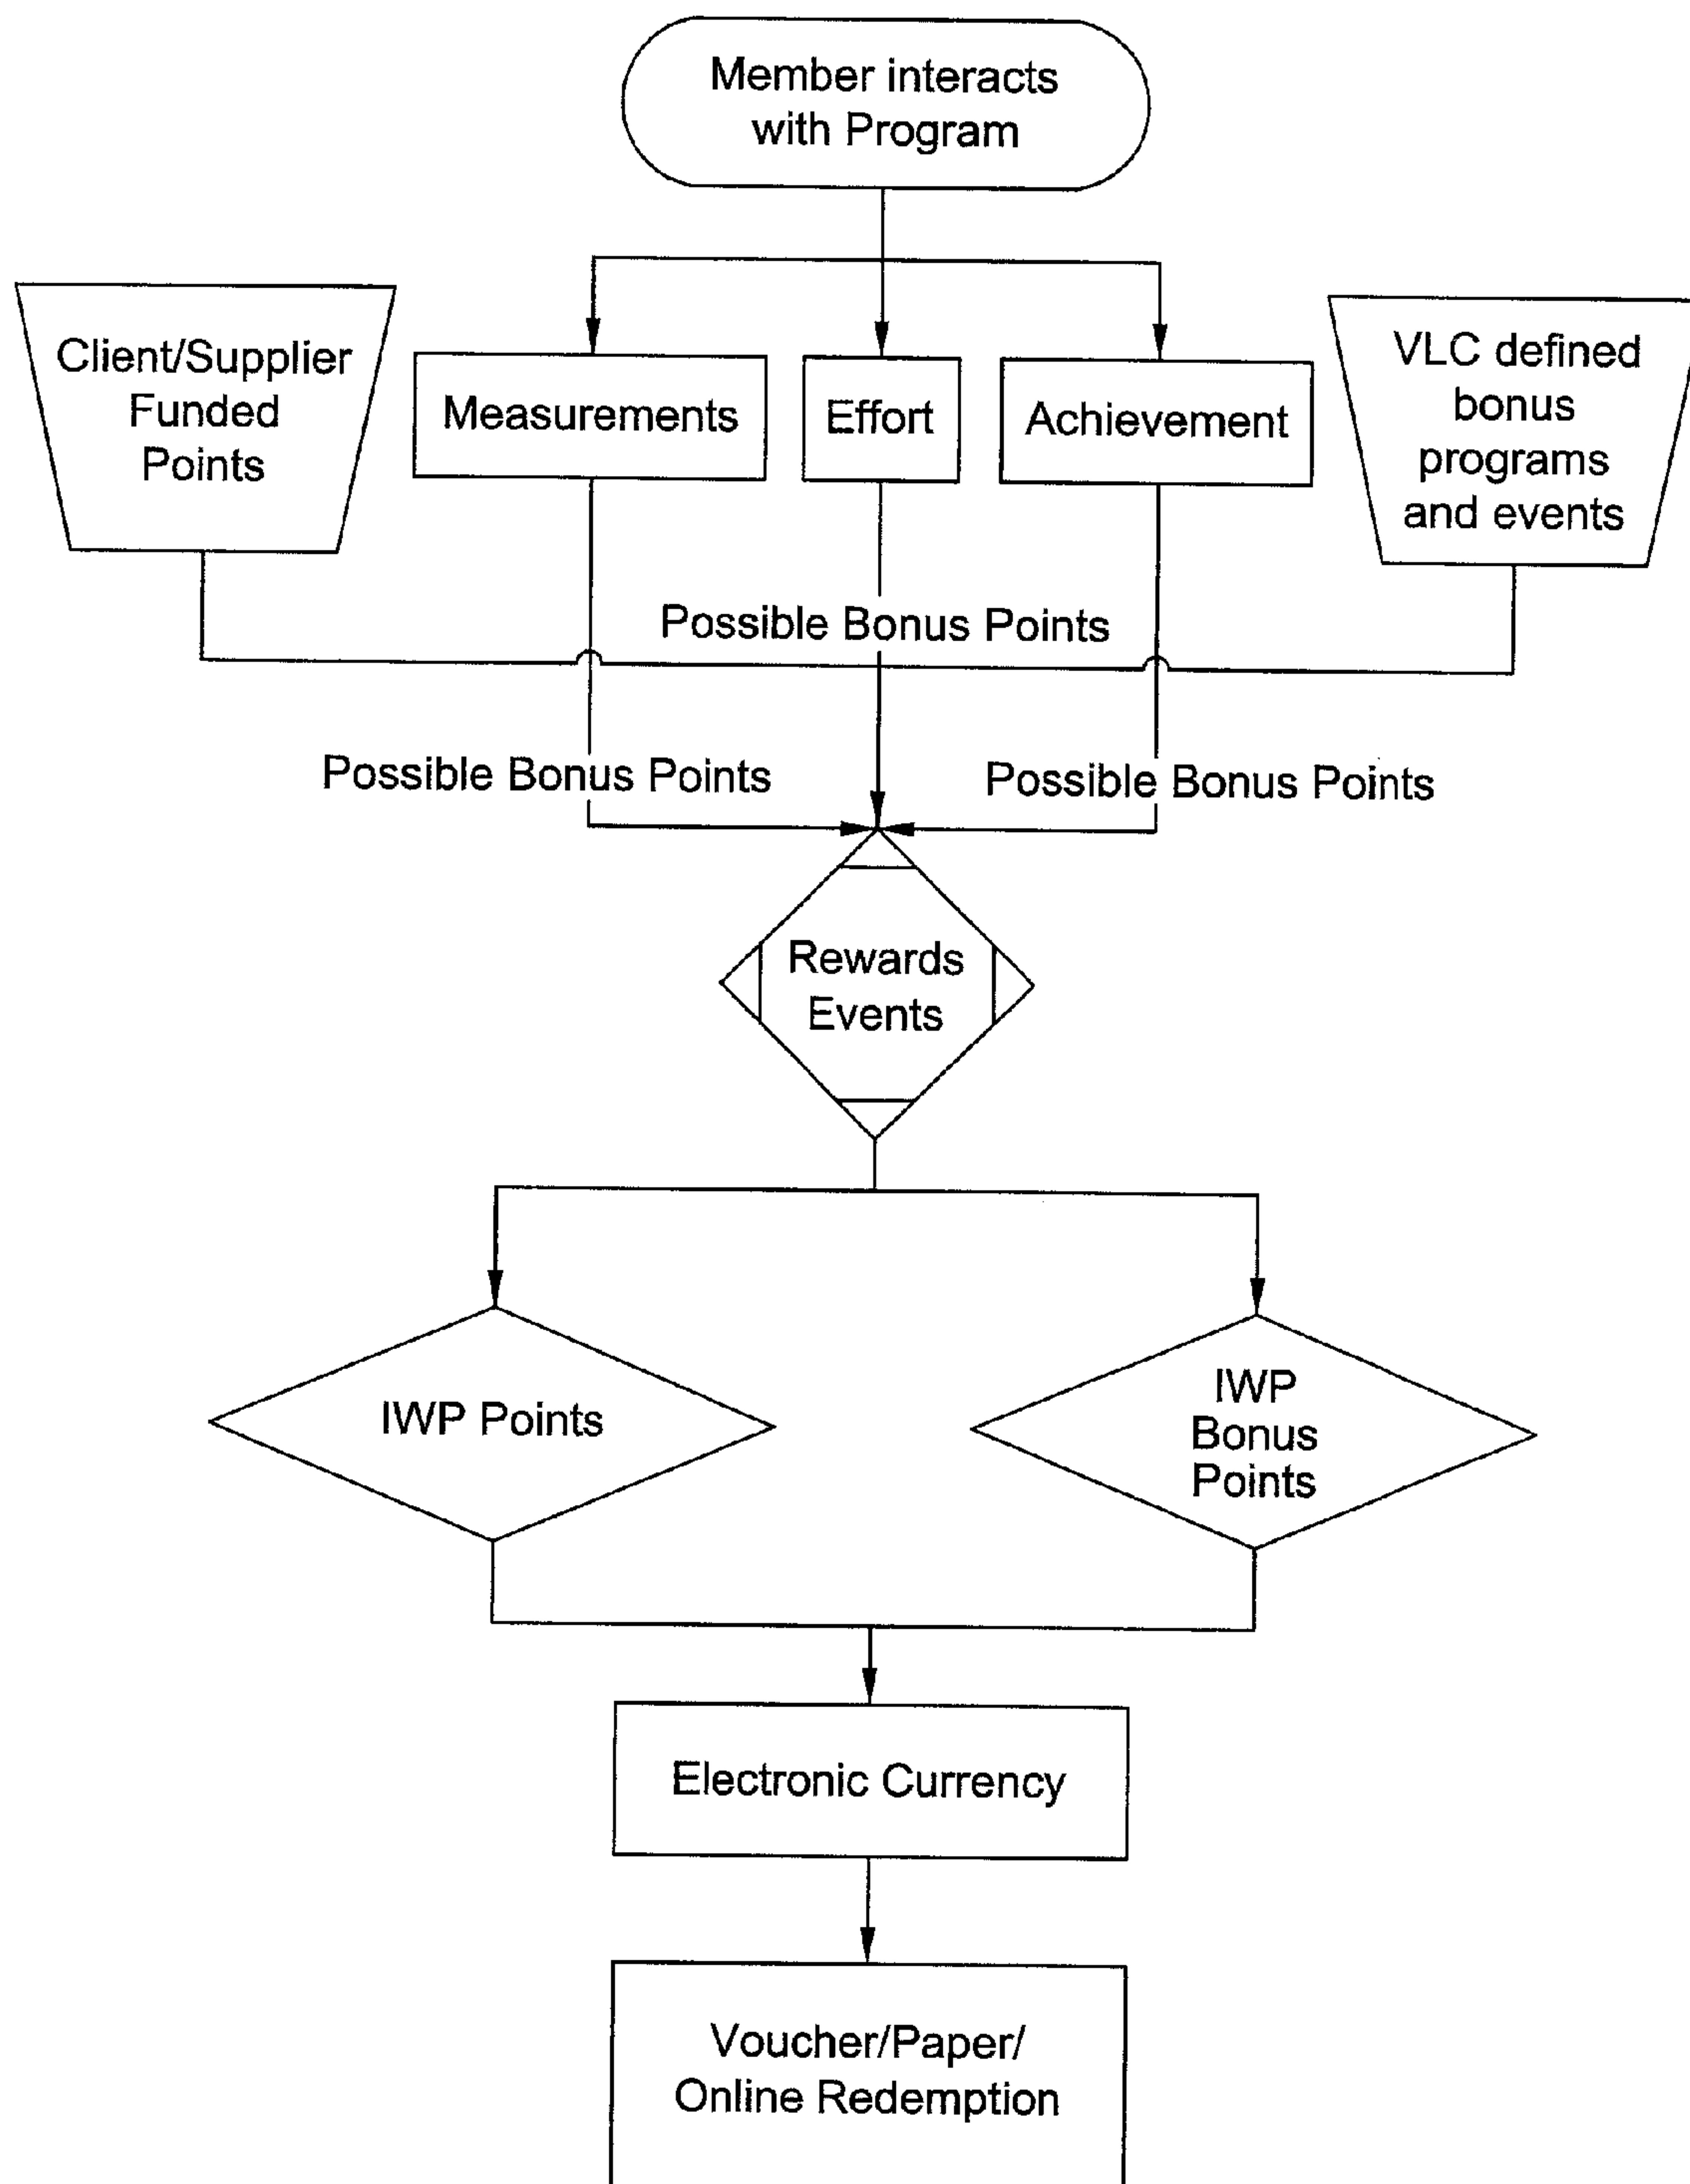 Member interacts
with Program
Client/Supplier
Funded
Points
Measurements
Effort
Achievement
VLC defined
bonus
programs
and events
Possible Bonus Points
Possible Bonus Points
Possible Bonus Points
Rewards
Events
IWP Points
IWP
Bonus
Points
Electronic Currency
Voucher/Paper/
Online Redemption